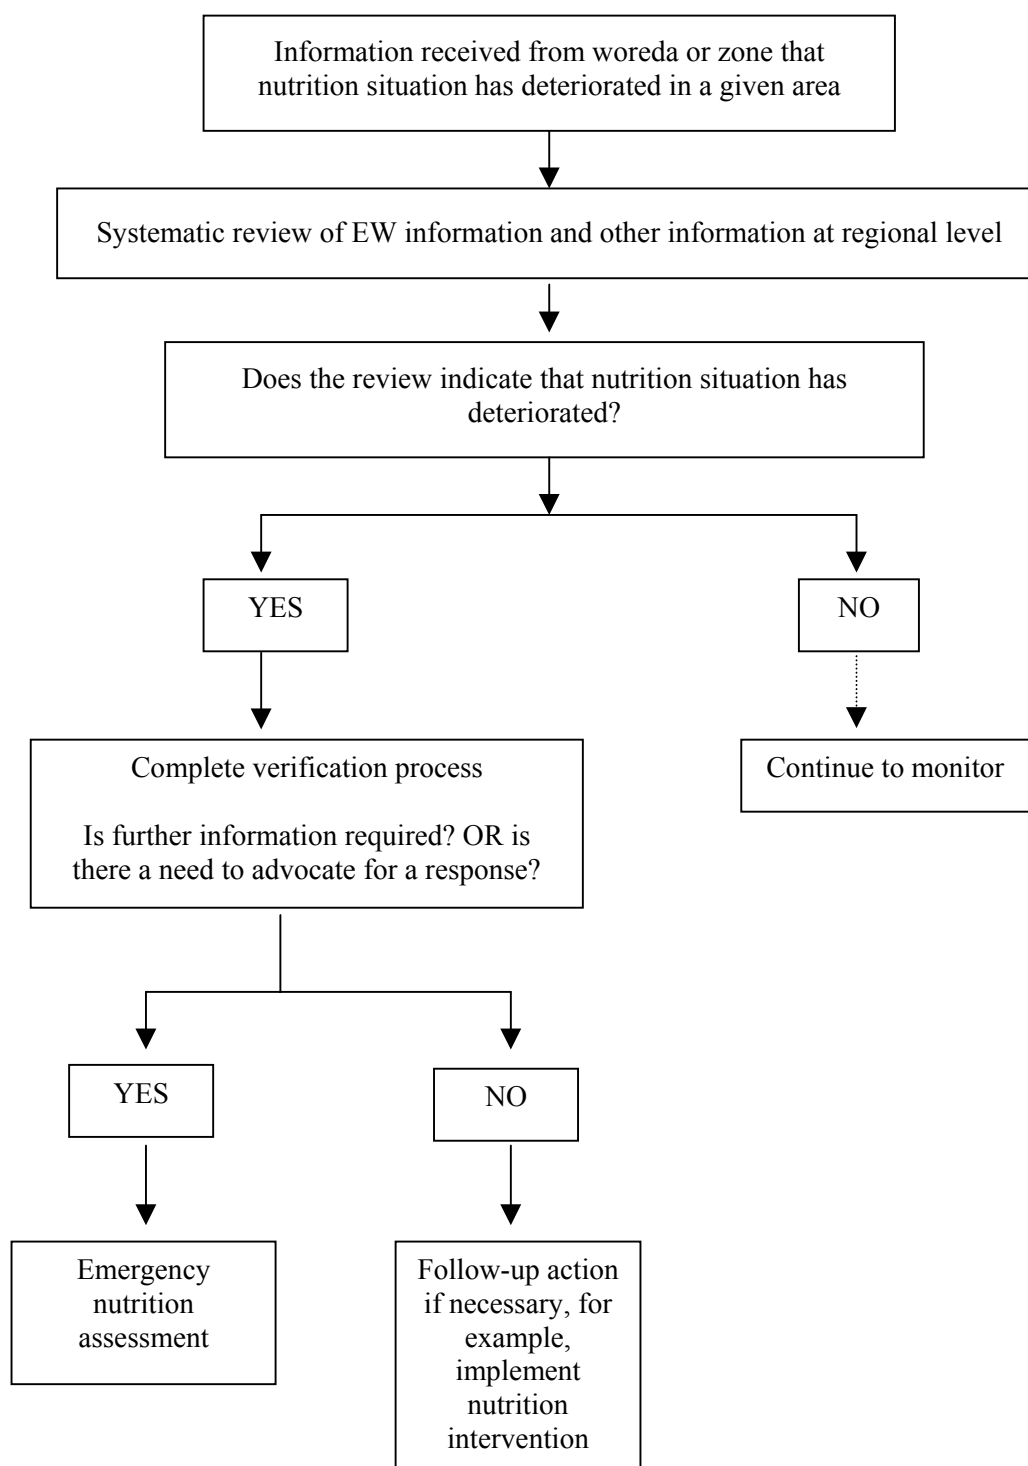 Information received from woreda or zone that
nutrition situation has deteriorated in a given area
Systematic review of EW information and other information at regional level
Does the review indicate that nutrition situation has
deteriorated?
YES
NO
Complete verification process
Is further information required? OR is
there a need to advocate for a response?
Continue to monitor
YES
NO
Emergency
nutrition
assessment
Follow-up action
if necessary, for
example,
implement
nutrition
intervention